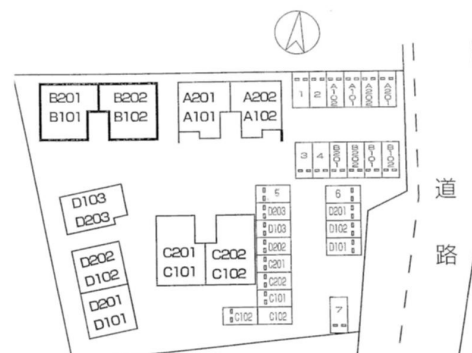 B201 B202
B101 B102
A201 A202
A101 A102
1 2 A102 A101 A202 A201
3 4 B201 B202 B101 B102
道路
D103
D203
D202
D102
D201
D101
C201 C202
C101 C102
5
D203
D103
D202
C201
C202
C101
C102 C102
6
D201
D102
D101
7